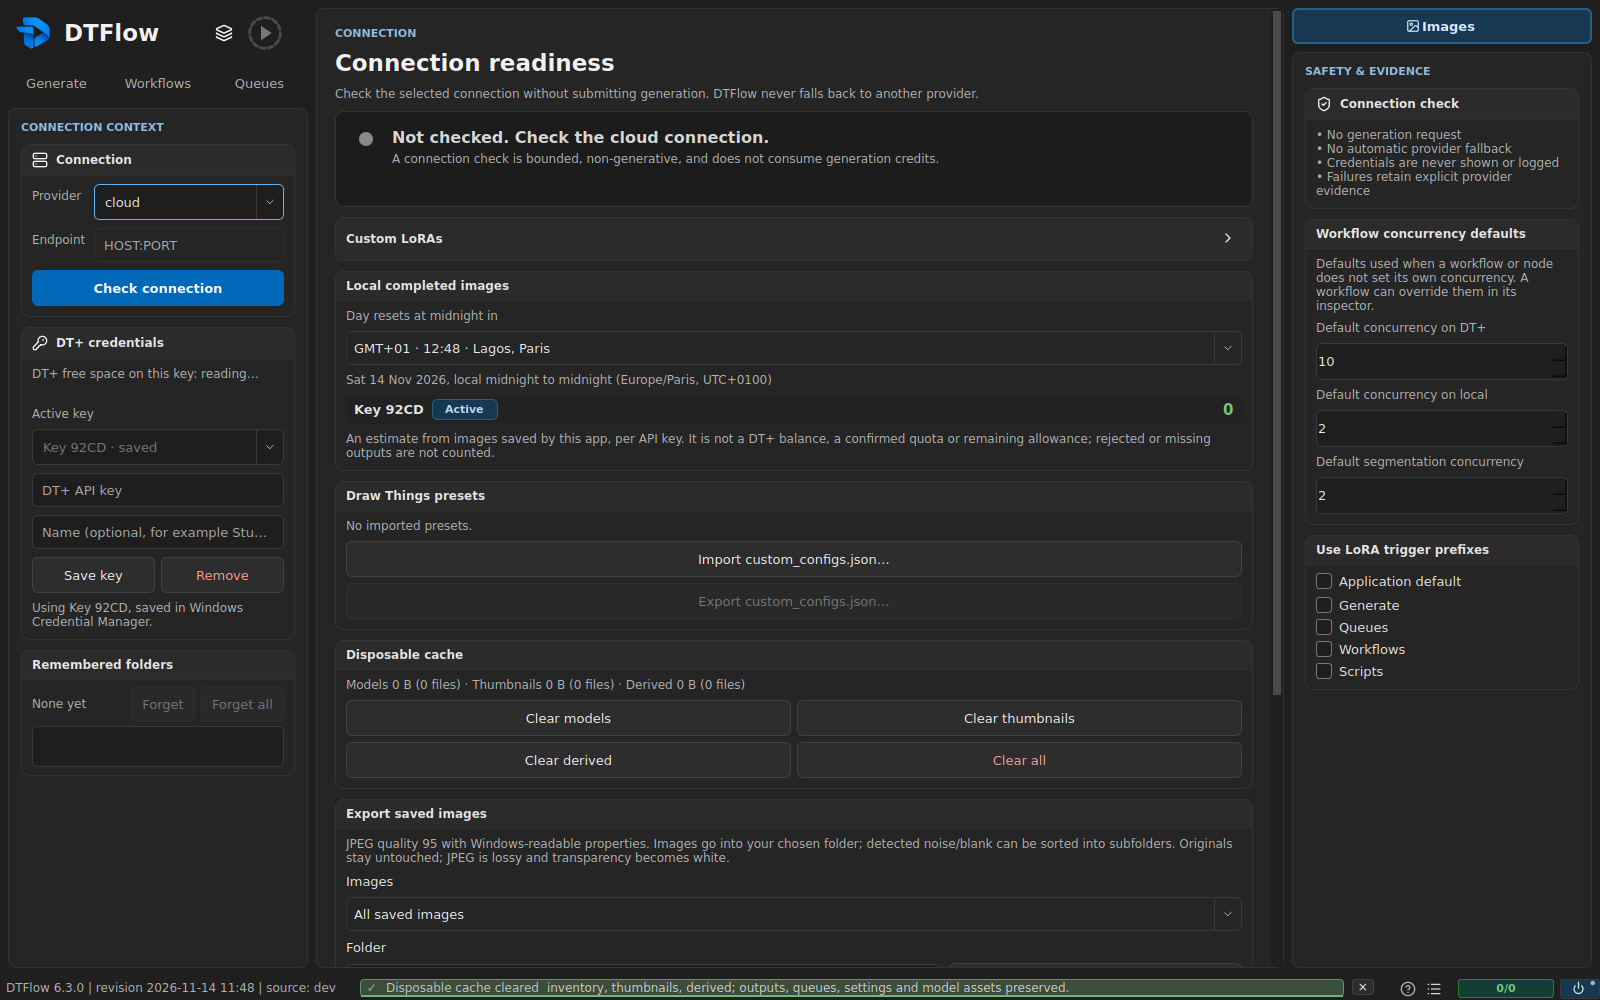 DTFlow
Generate
Workflows
Queues
CONNECTION CONTEXT
Connection
Provider
cloud
Endpoint
HOST:PORT
Check connection
DT+ credentials
DT+ free space on this key: reading...
Active key
Key 92CD · saved
DT+ API key
Name (optional, for example Stu...
Save key
Remove
Using Key 92CD, saved in Windows
Credential Manager.
Remembered folders
None yet
Forget
Forget all
CONNECTION
Connection readiness
Check the selected connection without submitting generation. DTFlow never falls back to another provider.
Not checked. Check the cloud connection.
A connection check is bounded, non-generative, and does not consume generation credits.
Custom LoRAs
Local completed images
Day resets at midnight in
GMT+01 · 12:48 · Lagos, Paris
Sat 14 Nov 2026, local midnight to midnight (Europe/Paris, UTC+0100)
Key 92CD
Active
0
An estimate from images saved by this app, per API key. It is not a DT+ balance, a confirmed quota or remaining allowance; rejected or missing
outputs are not counted.
Draw Things presets
No imported presets.
Import custom_configs.json...
Export custom_configs.json...
Disposable cache
Models 0 B (0 files) · Thumbnails 0 B (0 files) · Derived 0 B (0 files)
Clear models
Clear thumbnails
Clear derived
Clear all
Export saved images
JPEG quality 95 with Windows-readable properties. Images go into your chosen folder; detected noise/blank can be sorted into subfolders. Originals
stay untouched; JPEG is lossy and transparency becomes white.
Images
All saved images
Folder
Images
SAFETY & EVIDENCE
Connection check
• No generation request
• No automatic provider fallback
• Credentials are never shown or logged
• Failures retain explicit provider
evidence
Workflow concurrency defaults
Defaults used when a workflow or node
does not set its own concurrency. A
workflow can override them in its
inspector.
Default concurrency on DT+
10
Default concurrency on local
2
Default segmentation concurrency
2
Use LoRA trigger prefixes
Application default
Generate
Queues
Workflows
Scripts
DTFlow 6.3.0 | revision 2026-11-14 11:48 | source: dev
✓ Disposable cache cleared  inventory, thumbnails, derived; outputs, queues, settings and model assets preserved.
0/0